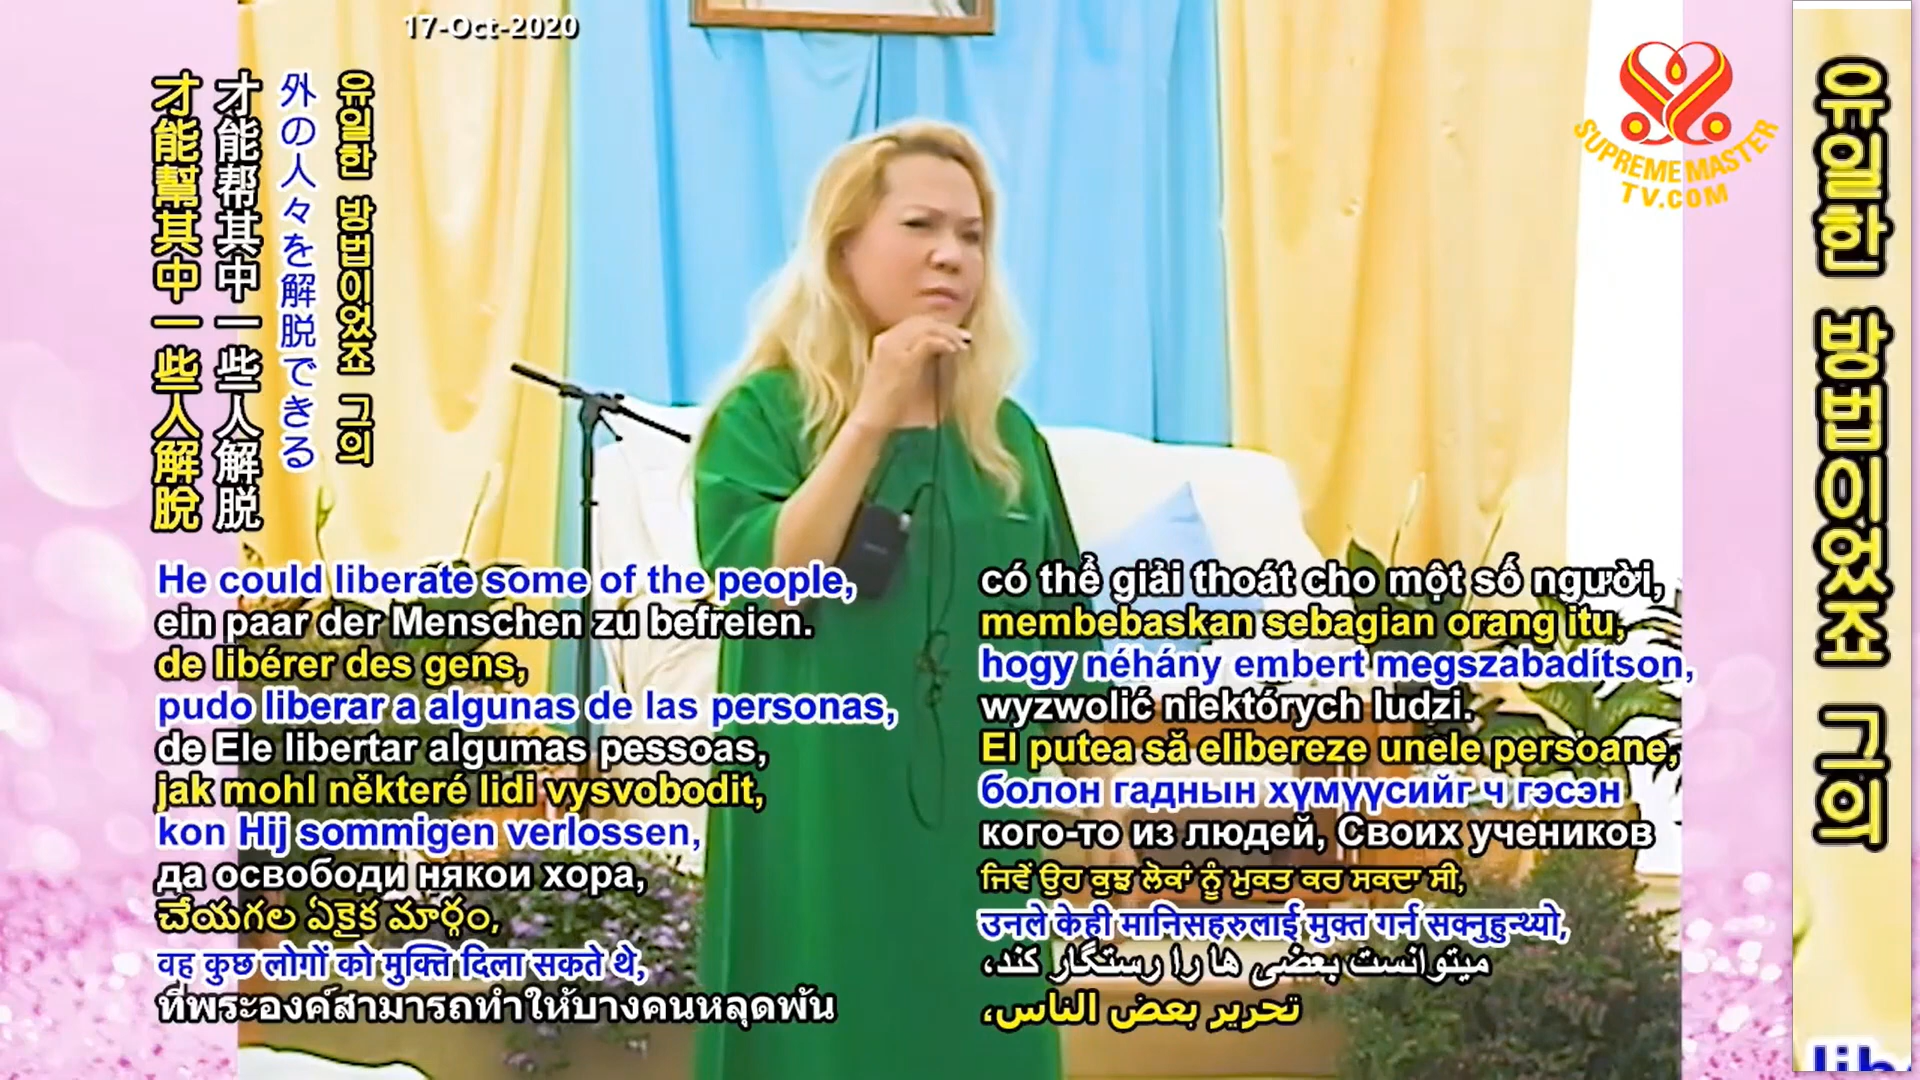 17-Oct-2020
SUPREME MASTER
TV.COM
유일한 방법이었죠 그의
外の人々を解脱できる
才能帮其中一些人解脱
才能幫其中一些人解脫
He could liberate some of the people,
ein paar der Menschen zu befreien.
de libérer des gens,
pudo liberar a algunas de las personas,
de Ele libertar algumas pessoas,
jak mohl některé lidi vysvobodit,
kon Hij sommigen verlossen,
да освободи някои хора,
చేయగల ఏకైక మార్గం,
वह कुछ लोगों को मुक्ति दिला सकते थे,
ที่พระองค์สามารถทำให้บางคนหลุดพ้น
có thể giải thoát cho một số người,
membebaskan sebagian orang itu,
hogy néhány embert megszabadítson,
wyzwolić niektórych ludzi.
El putea să elibereze unele persoane,
болон гаднын хүмүүсийг ч гэсэн
кого-то из людей, Своих учеников
ਜਿਵੇਂ ਉਹ ਕੁਝ ਲੋਕਾਂ ਨੂੰ ਮੁਕਤ ਕਰ ਸਕਦਾ ਸੀ,
उनले केही मानिसहरुलाई मुक्त गर्न सक्नुहुन्थ्यो,
میتوانست بعضی ها را رستگار کند،
تحرير بعض الناس،
유일한 방법이었죠 그의